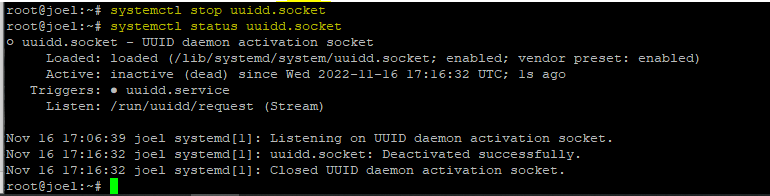 root@joel:~# systemctl stop uuidd.socket
root@joel:~# systemctl status uuidd.socket
○ uuidd.socket - UUID daemon activation socket
     Loaded: loaded (/lib/systemd/system/uuidd.socket; enabled; vendor preset: enabled)
     Active: inactive (dead) since Wed 2022-11-16 17:16:32 UTC; 1s ago
   Triggers: ● uuidd.service
     Listen: /run/uuidd/request (Stream)

Nov 16 17:06:39 joel systemd[1]: Listening on UUID daemon activation socket.
Nov 16 17:16:32 joel systemd[1]: uuidd.socket: Deactivated successfully.
Nov 16 17:16:32 joel systemd[1]: Closed UUID daemon activation socket.
root@joel:~#